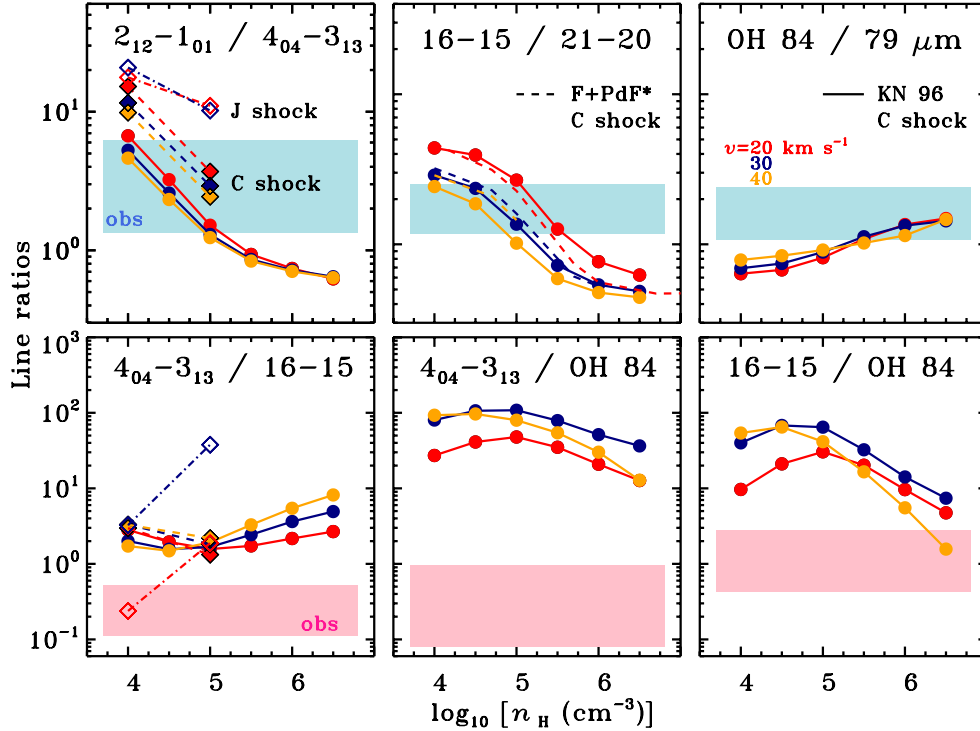 2₁₂−1₀₁ / 4₀₄−3₁₃
16−15 / 21−20
OH 84 / 79 μm
10¹
10⁰
Line ratios
J shock
C shock
obs
F+PdF*
C shock
KN 96
C shock
υ=20 km s⁻¹
30
40
4₀₄−3₁₃ / 16−15
4₀₄−3₁₃ / OH 84
16−15 / OH 84
10³
10²
10¹
10⁰
10⁻¹
obs
4 5 6
4 5 6
4 5 6
log₁₀ [n_H (cm⁻³)]